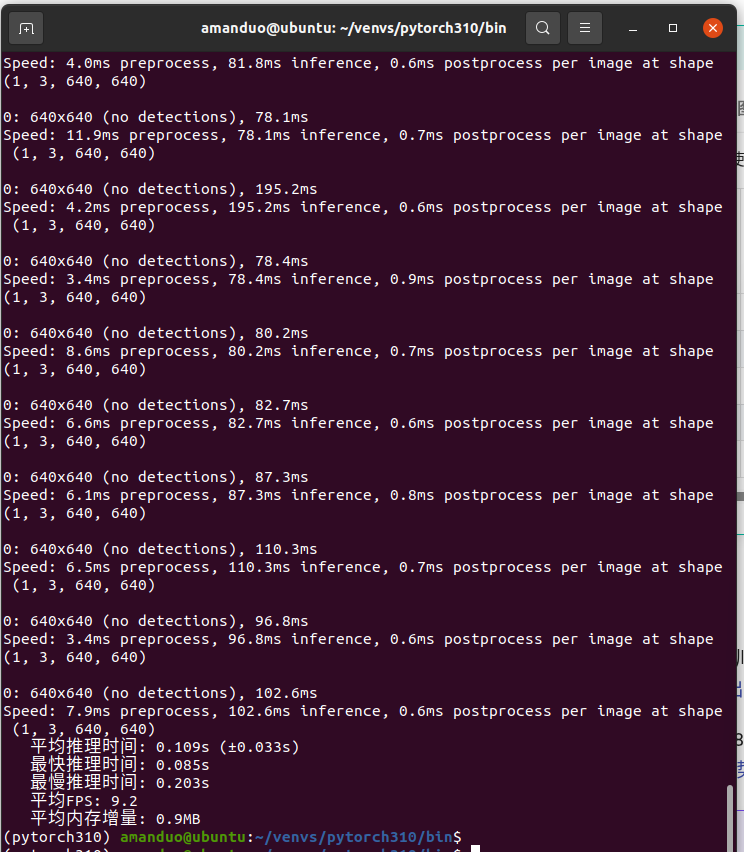 amanduo@ubuntu: ~/venvs/pytorch310/bin
Speed: 4.0ms preprocess, 81.8ms inference, 0.6ms postprocess per image at shape
(1, 3, 640, 640)
0: 640x640 (no detections), 78.1ms
Speed: 11.9ms preprocess, 78.1ms inference, 0.7ms postprocess per image at shape
(1, 3, 640, 640)
0: 640x640 (no detections), 195.2ms
Speed: 4.2ms preprocess, 195.2ms inference, 0.6ms postprocess per image at shape
(1, 3, 640, 640)
0: 640x640 (no detections), 78.4ms
Speed: 3.4ms preprocess, 78.4ms inference, 0.9ms postprocess per image at shape
(1, 3, 640, 640)
0: 640x640 (no detections), 80.2ms
Speed: 8.6ms preprocess, 80.2ms inference, 0.7ms postprocess per image at shape
(1, 3, 640, 640)
0: 640x640 (no detections), 82.7ms
Speed: 6.6ms preprocess, 82.7ms inference, 0.6ms postprocess per image at shape
(1, 3, 640, 640)
0: 640x640 (no detections), 87.3ms
Speed: 6.1ms preprocess, 87.3ms inference, 0.8ms postprocess per image at shape
(1, 3, 640, 640)
0: 640x640 (no detections), 110.3ms
Speed: 6.5ms preprocess, 110.3ms inference, 0.7ms postprocess per image at shape
(1, 3, 640, 640)
0: 640x640 (no detections), 96.8ms
Speed: 3.4ms preprocess, 96.8ms inference, 0.6ms postprocess per image at shape
(1, 3, 640, 640)
0: 640x640 (no detections), 102.6ms
Speed: 7.9ms preprocess, 102.6ms inference, 0.6ms postprocess per image at shape
(1, 3, 640, 640)
平均推理时间: 0.109s (±0.033s)
最快推理时间: 0.085s
最慢推理时间: 0.203s
平均FPS: 9.2
平均内存增量: 0.9MB
(pytorch310) amanduo@ubuntu:~/venvs/pytorch310/bin$